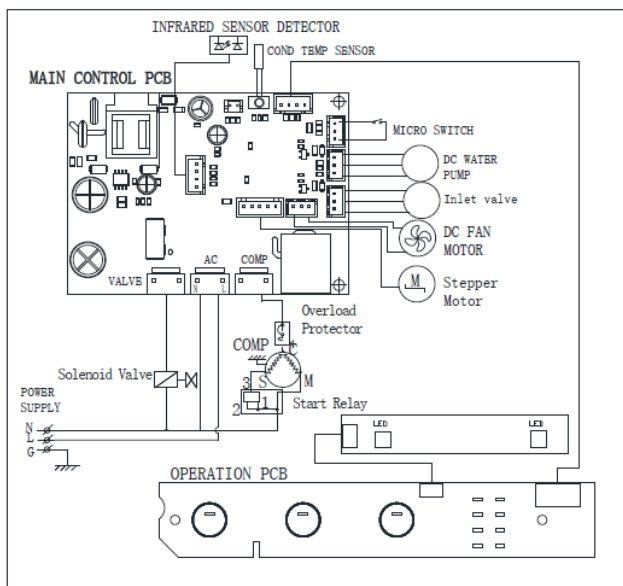 INFRARED SENSOR DETECTOR
COND TEMP SENSOR
MAIN CONTROL PCB
MICRO SWITCH
DC WATER
PUMP
Inlet valve
DC FAN
MOTOR
M
Stepper
Motor
VALVE
AC
COMP
N
L
Overload
Protector
COMP
C
S
M
3
2
1
Start Relay
Solenoid Valve
POWER
SUPPLY
N
L
G
LED
LED
OPERATION PCB